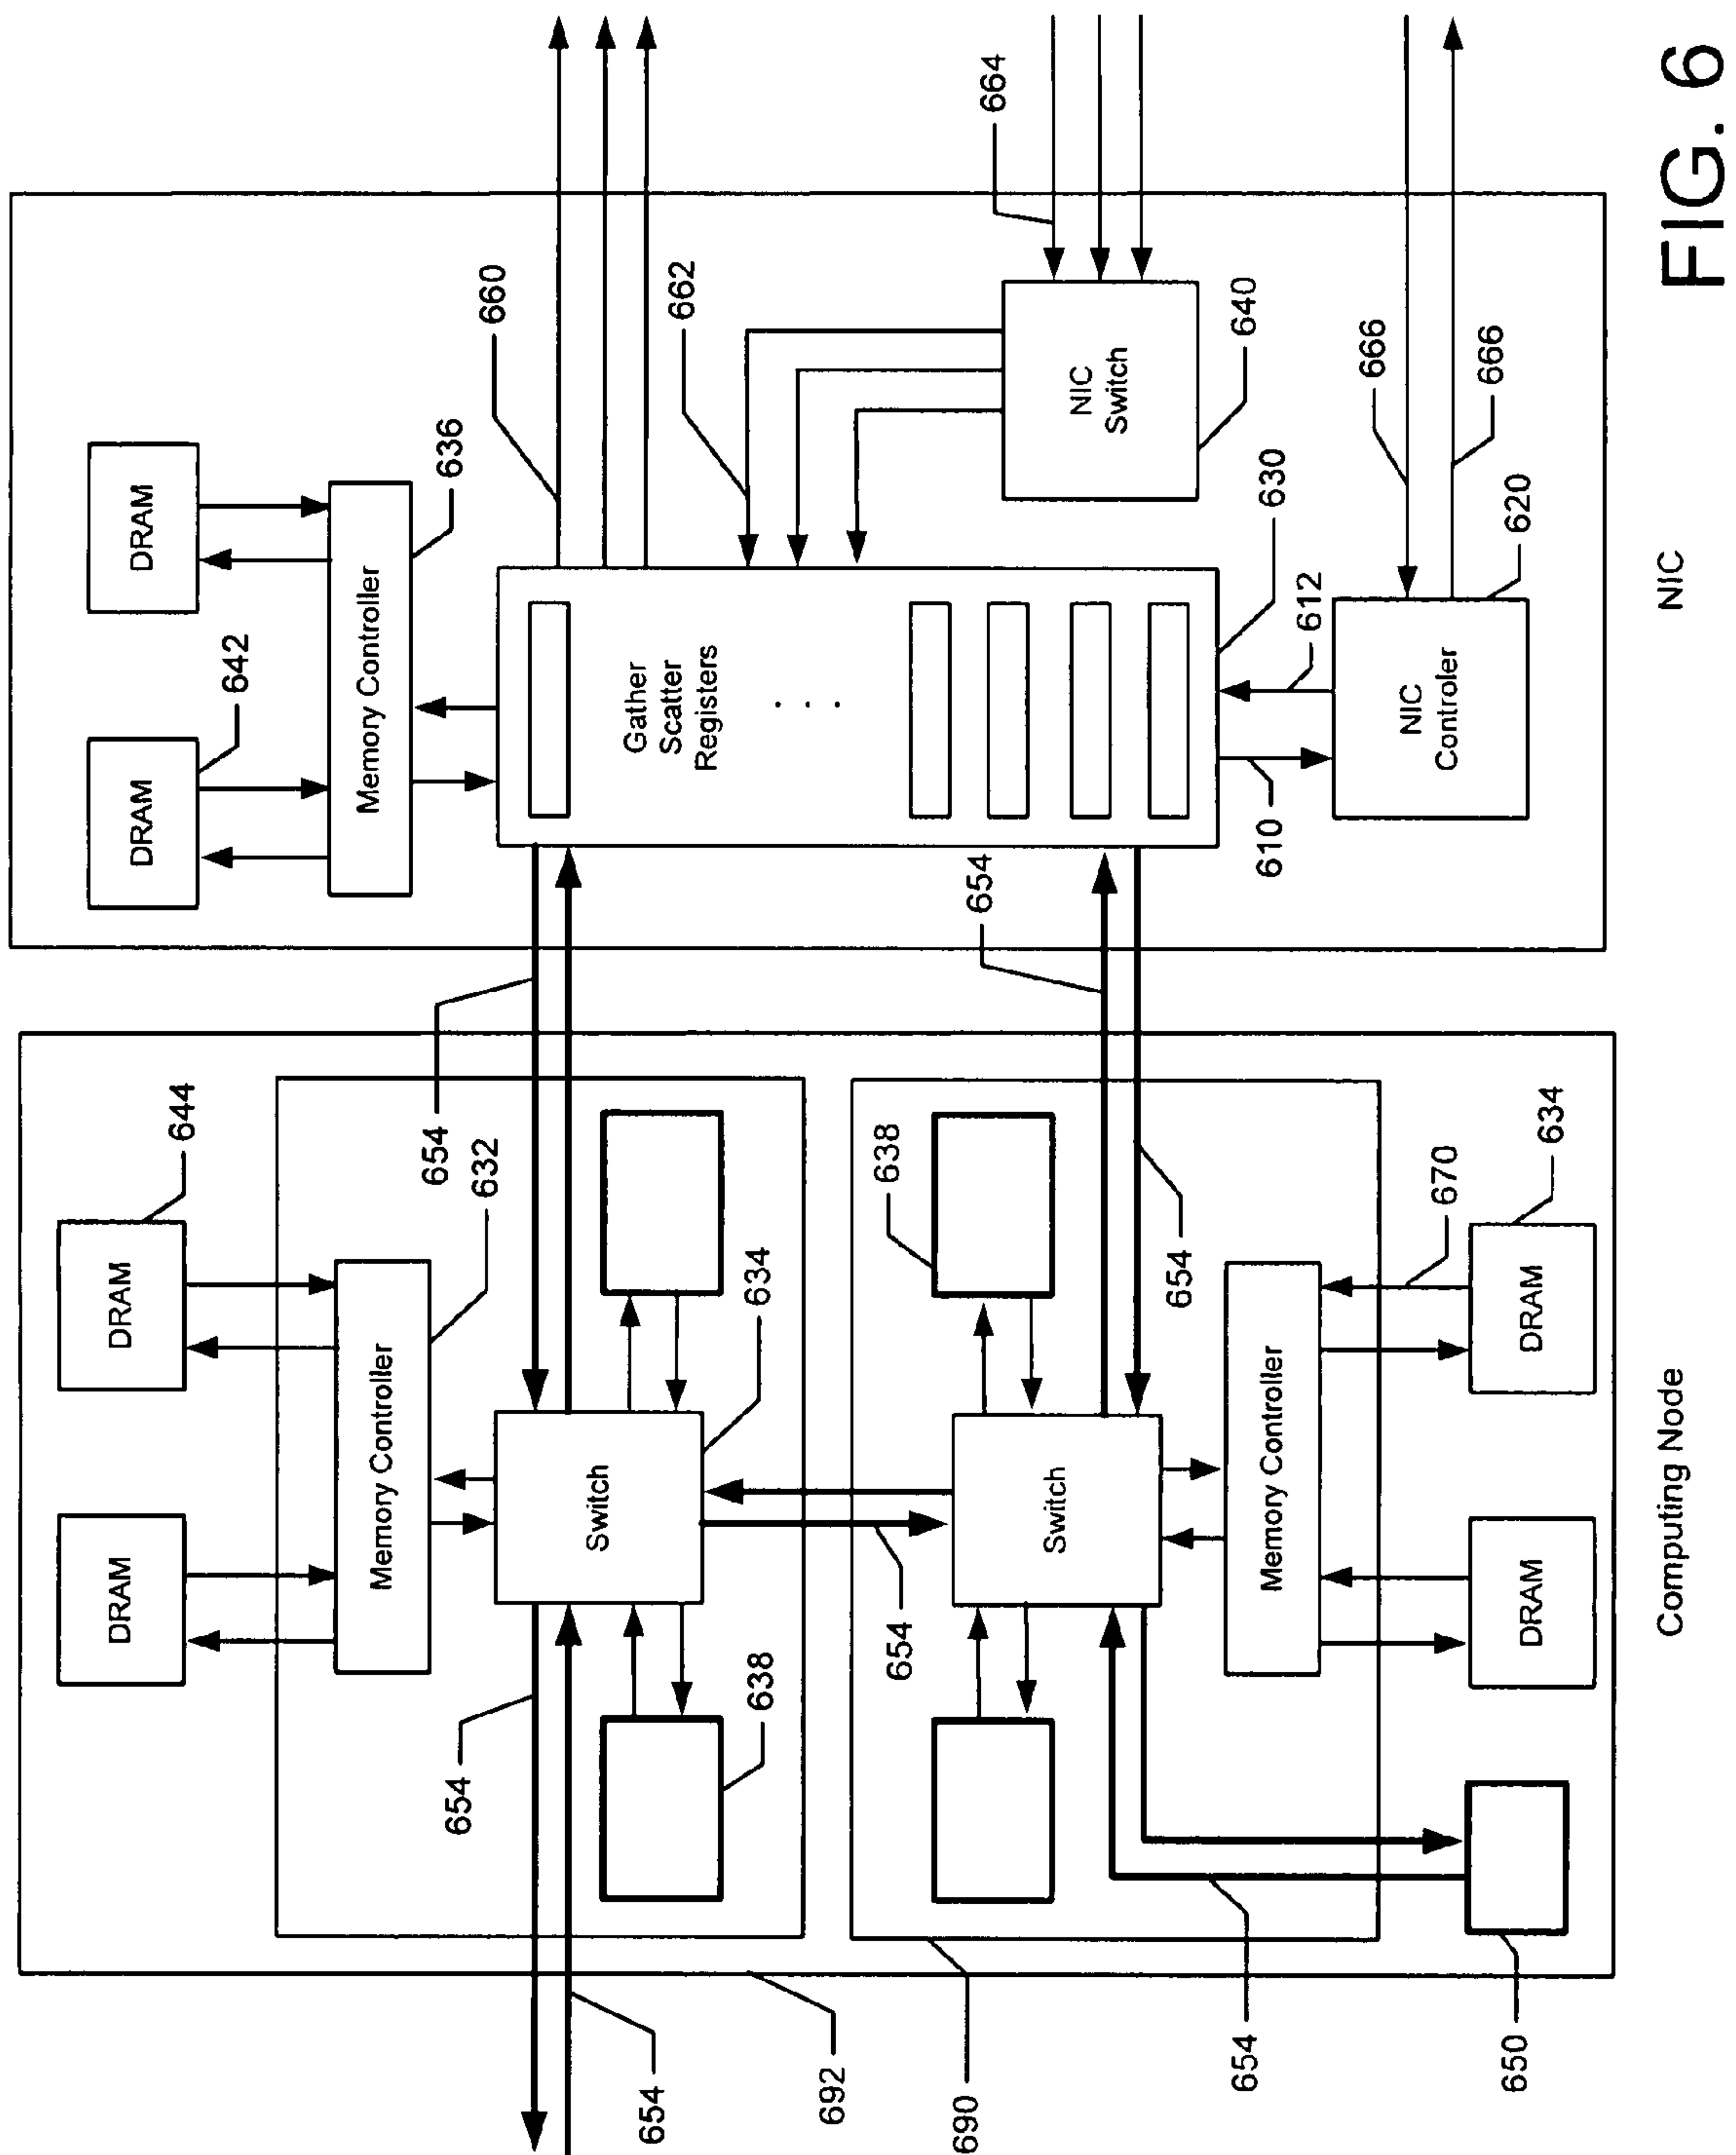 DRAM
DRAM
644
Memory Controller
632
654
Switch
634
638
654
654
692
654
638
Switch
654
Memory Controller
670
DRAM
DRAM
634
690
654
650
Computing Node
DRAM
DRAM
642
Memory Controller
636
660
Gather
Scatter
Registers
. . .
662
654
664
NIC
Switch
640
630
610
612
NIC
Controler
620
666
666
NIC
FIG. 6